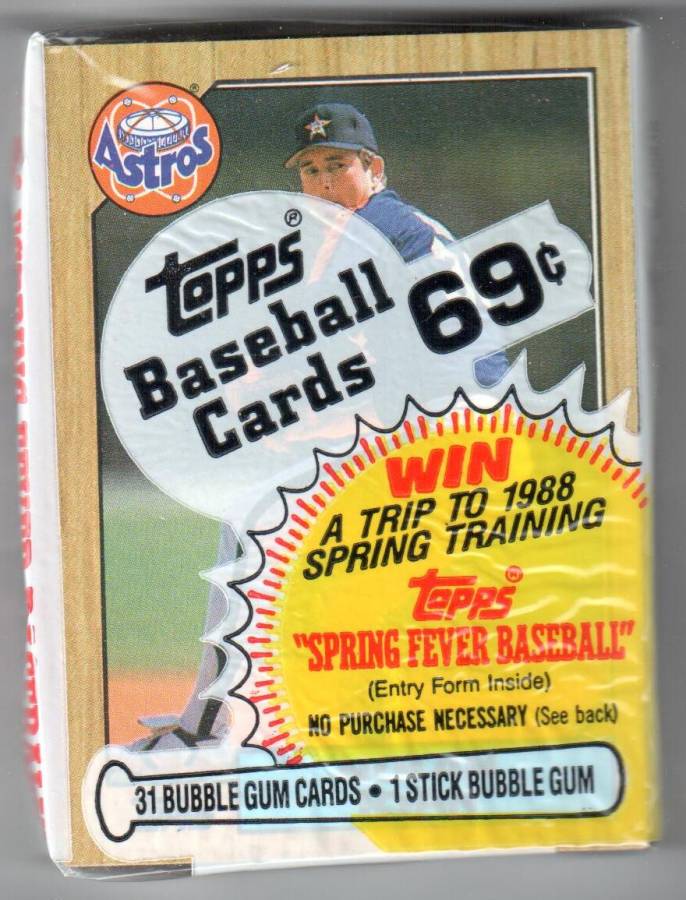 Astros
®
topps®
Baseball
Cards
69¢
WIN
A TRIP TO 1988
SPRING TRAINING
topps®
"SPRING FEVER BASEBALL"
(Entry Form Inside)
NO PURCHASE NECESSARY (See back)
31 BUBBLE GUM CARDS • 1 STICK BUBBLE GUM